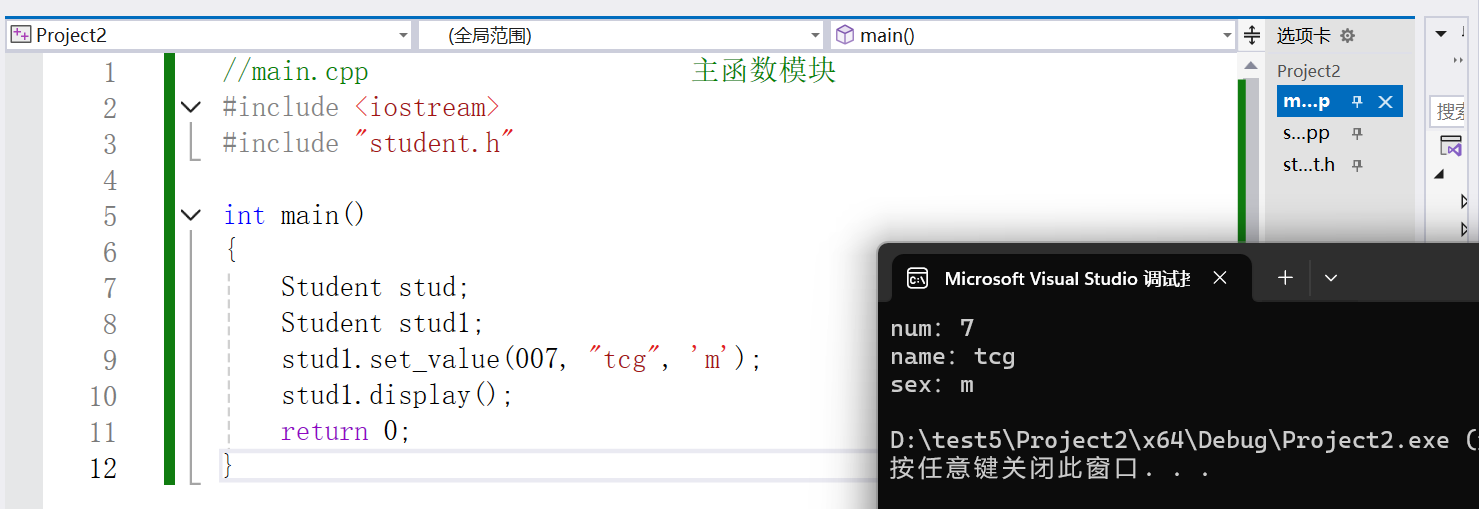 Project2 (全局范围) main() 选项卡
Project2
m...p
s...pp
st...t.h
搜索
1 //main.cpp 主函数模块
2 #include <iostream>
3 #include "student.h"
4
5 int main()
6 {
7 Student stud;
8 Student stud1;
9 stud1.set_value(007, "tcg", 'm');
10 stud1.display();
11 return 0;
12 }
Microsoft Visual Studio 调试控
num: 7
name: tcg
sex: m
D:\test5\Project2\x64\Debug\Project2.exe (
按任意键关闭此窗口. . .